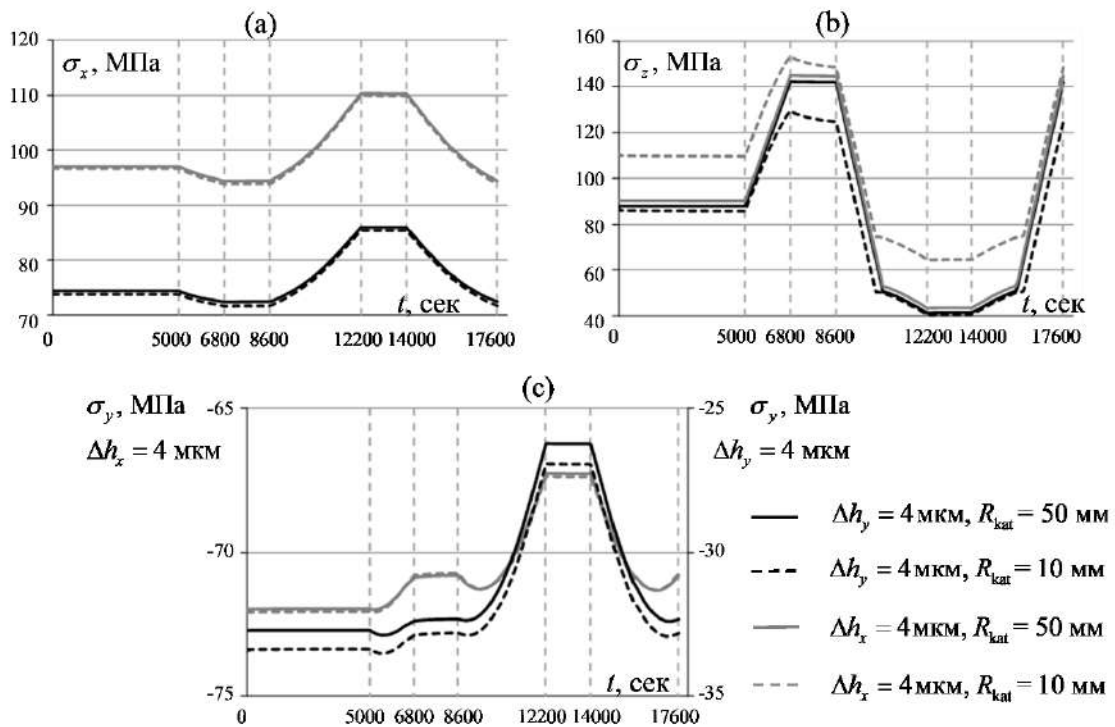 (a)
σx, МПа
120
110
100
90
80
70
t, сек
0 5000 6800 8600 12200 14000 17600
(b)
σz, МПа
160
140
120
100
80
60
40
t, сек
0 5000 6800 8600 12200 14000 17600
(c)
σy, МПа
Δhx = 4 мкм
-65
-70
-75
-25
-30
-35
σy, МПа
Δhy = 4 мкм
t, сек
0 5000 6800 8600 12200 14000 17600
Δhy = 4 мкм, Rkat = 50 мм
Δhy = 4 мкм, Rkat = 10 мм
Δhx = 4 мкм, Rkat = 50 мм
Δhx = 4 мкм, Rkat = 10 мм